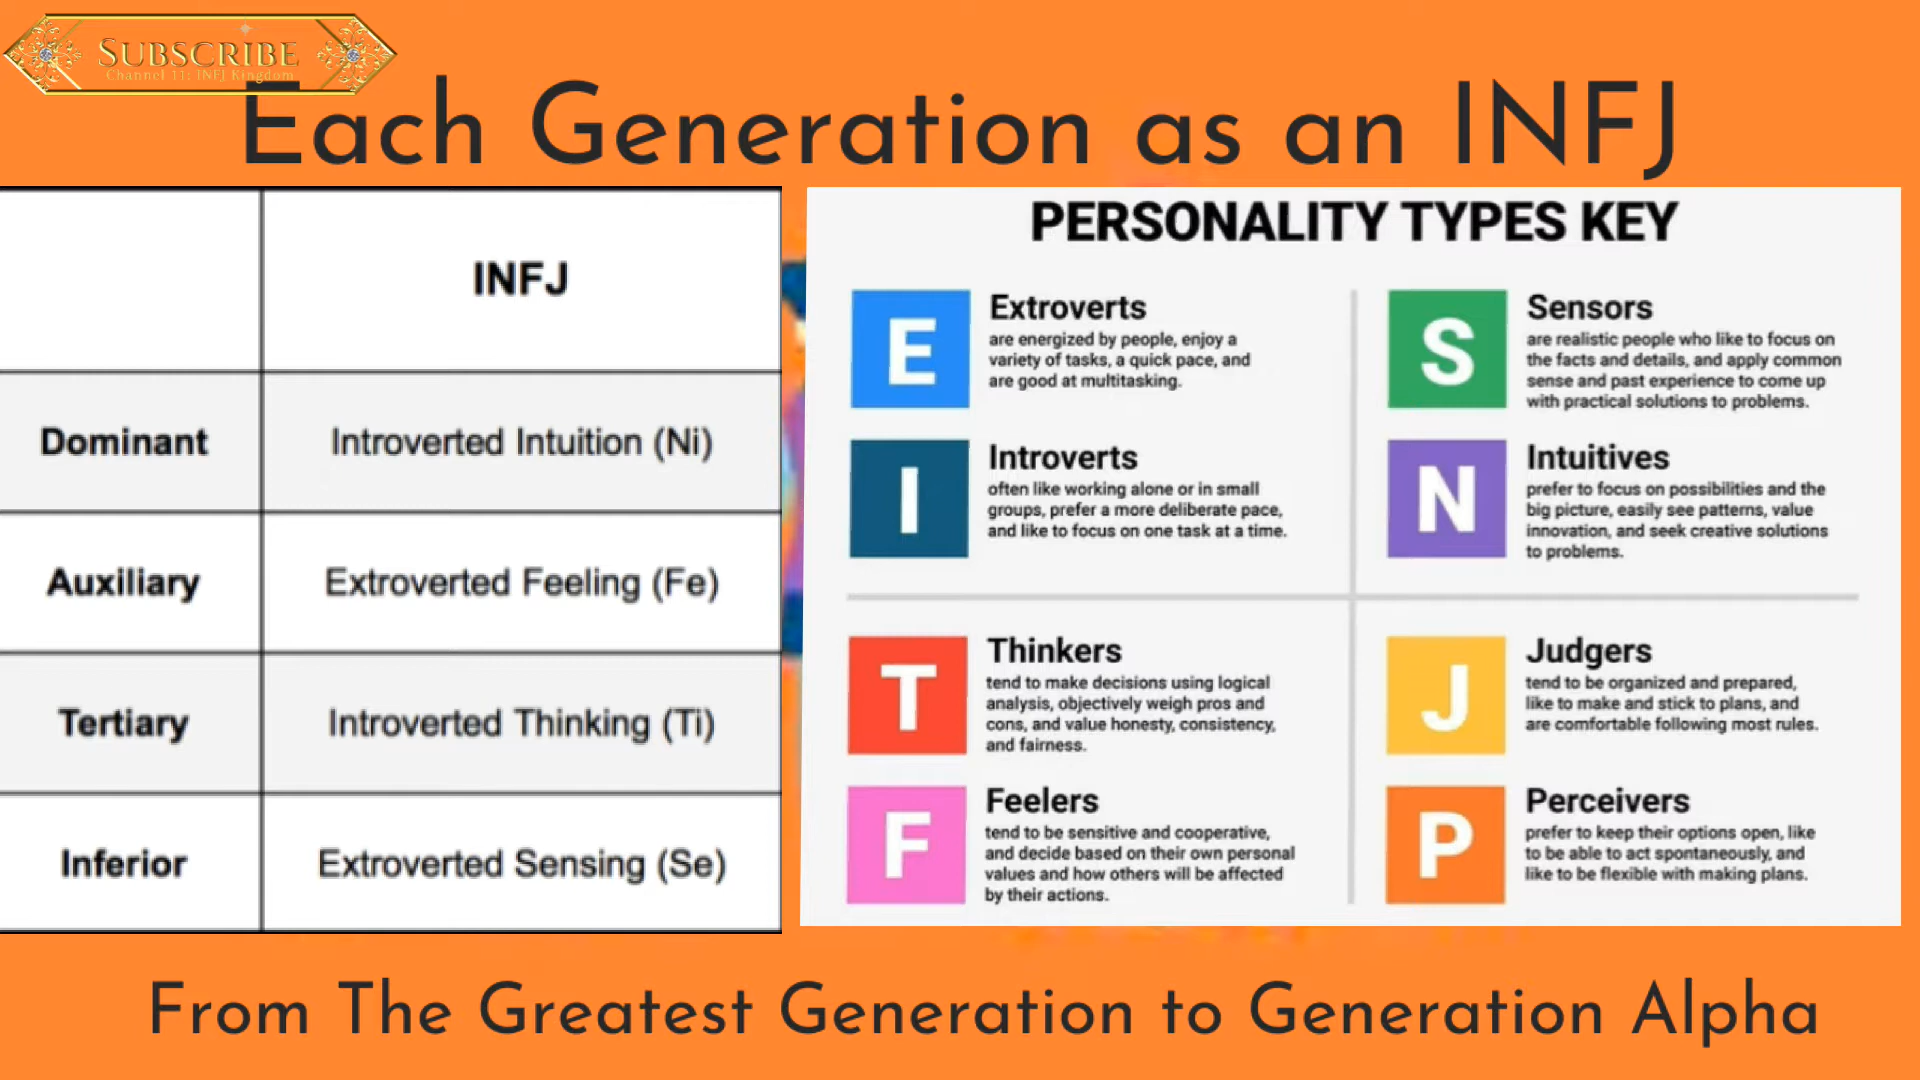 SUBSCRIBE
Channel 11: INFJ Kingdom
Each Generation as an INFJ
INFJ
Dominant Introverted Intuition (Ni)
Auxiliary Extroverted Feeling (Fe)
Tertiary Introverted Thinking (Ti)
Inferior Extroverted Sensing (Se)
PERSONALITY TYPES KEY
E
Extroverts
are energized by people, enjoy a
variety of tasks, a quick pace, and
are good at multitasking.
S
Sensors
are realistic people who like to focus on
the facts and details, and apply common
sense and past experience to come up
with practical solutions to problems.
I
Introverts
often like working alone or in small
groups, prefer a more deliberate pace,
and like to focus on one task at a time.
N
Intuitives
prefer to focus on possibilities and the
big picture, easily see patterns, value
innovation, and seek creative solutions
to problems.
T
Thinkers
tend to make decisions using logical
analysis, objectively weigh pros and
cons, and value honesty, consistency,
and fairness.
J
Judgers
tend to be organized and prepared,
like to make and stick to plans, and
are comfortable following most rules.
F
Feelers
tend to be sensitive and cooperative,
and decide based on their own personal
values and how others will be affected
by their actions.
P
Perceivers
prefer to keep their options open, like
to be able to act spontaneously, and
like to be flexible with making plans.
From The Greatest Generation to Generation Alpha